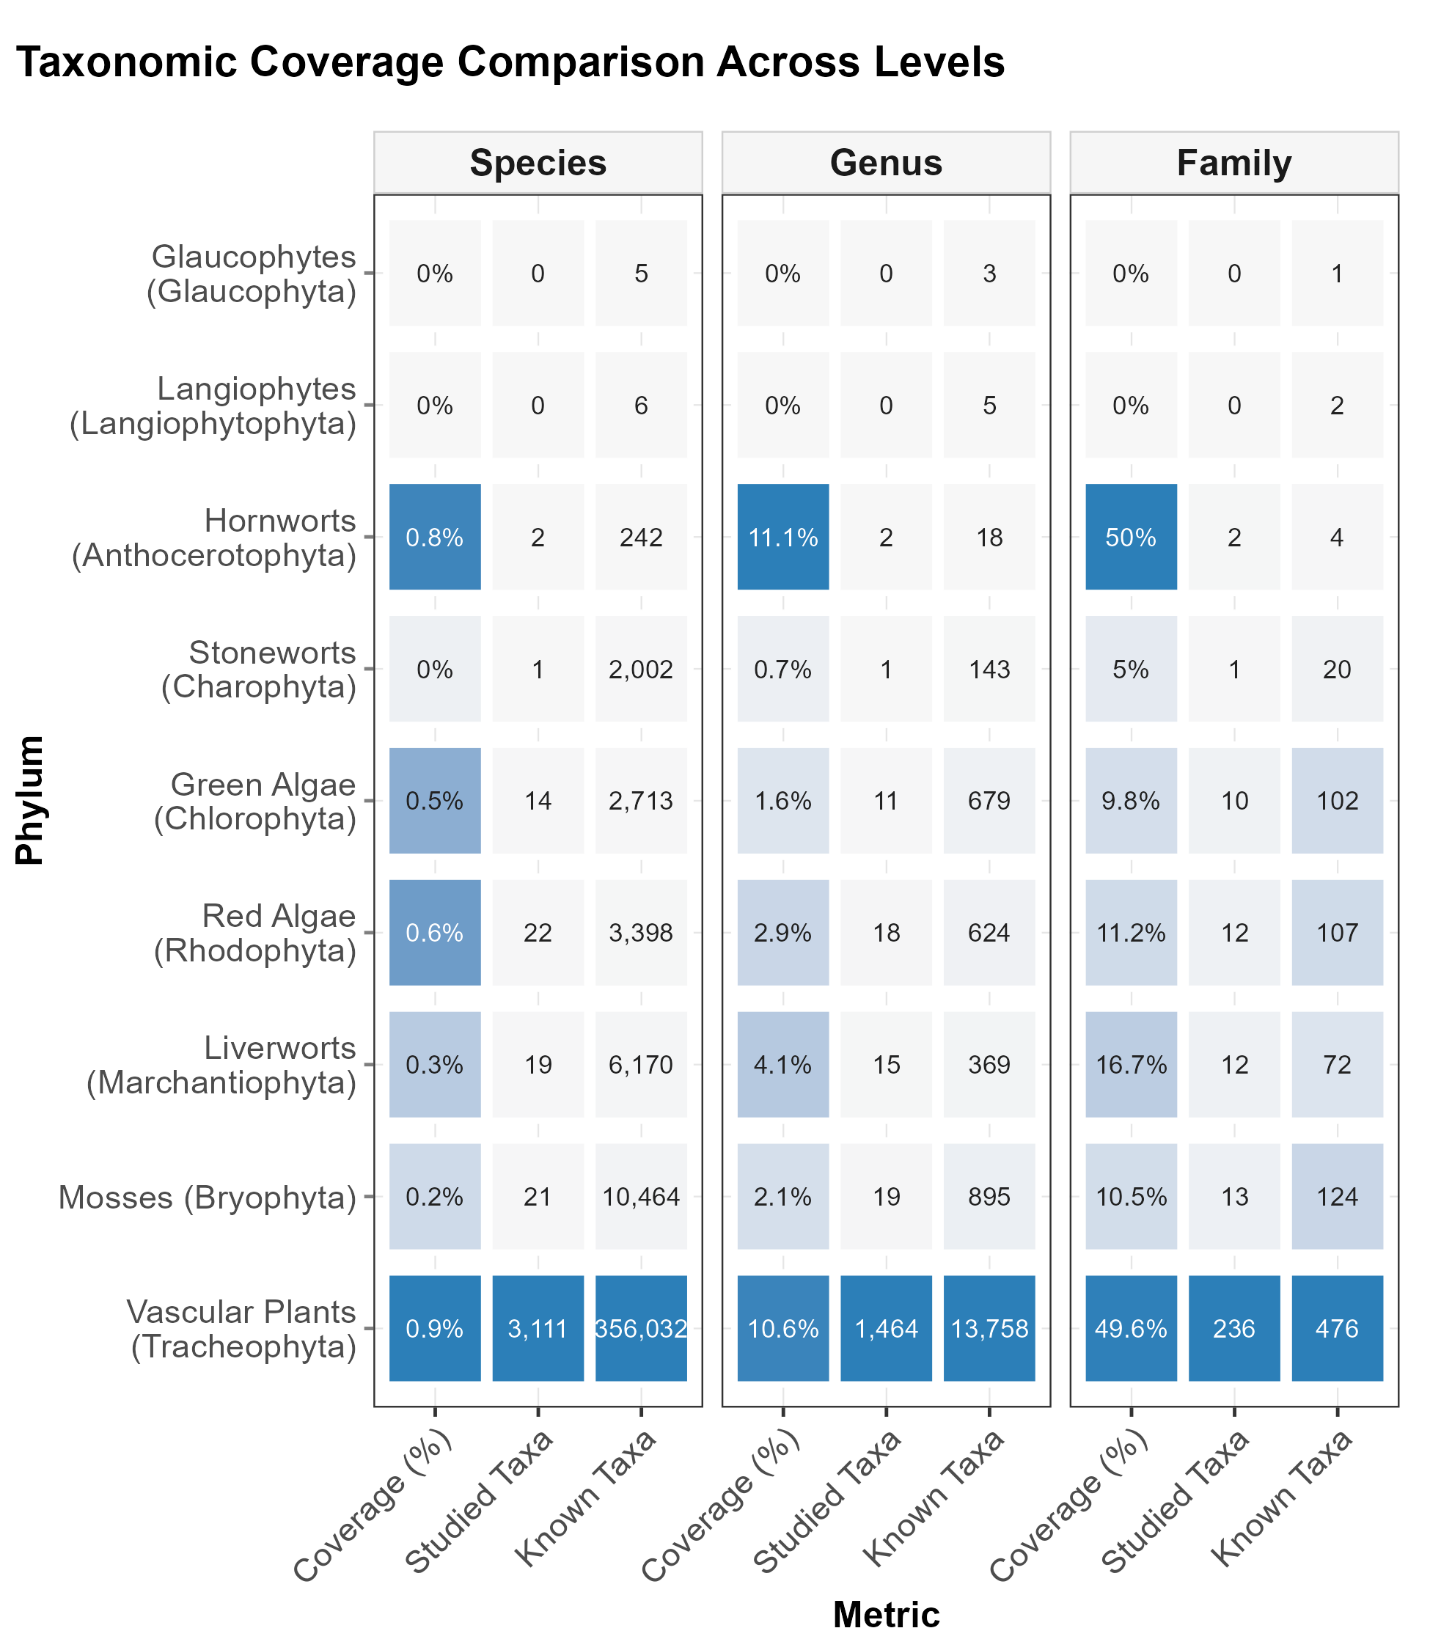 Taxonomic Coverage Comparison Across Levels
Species Genus Family
Glaucophytes
(Glaucophyta)
0% 0 5 0% 0 3 0% 0 1
Langiophytes
(Langiophytophyta)
0% 0 6 0% 0 5 0% 0 2
Hornworts
(Anthocerotophyta)
0.8% 2 242 11.1% 2 18 50% 2 4
Stoneworts
(Charophyta)
0% 1 2,002 0.7% 1 143 5% 1 20
Green Algae
(Chlorophyta)
0.5% 14 2,713 1.6% 11 679 9.8% 10 102
Red Algae
(Rhodophyta)
0.6% 22 3,398 2.9% 18 624 11.2% 12 107
Liverworts
(Marchantiophyta)
0.3% 19 6,170 4.1% 15 369 16.7% 12 72
Mosses (Bryophyta) 0.2% 21 10,464 2.1% 19 895 10.5% 13 124
Vascular Plants
(Tracheophyta)
0.9% 3,111 356,032 10.6% 1,464 13,758 49.6% 236 476
Phylum
Coverage (%) Studied Taxa Known Taxa Coverage (%) Studied Taxa Known Taxa Coverage (%) Studied Taxa Known Taxa
Metric